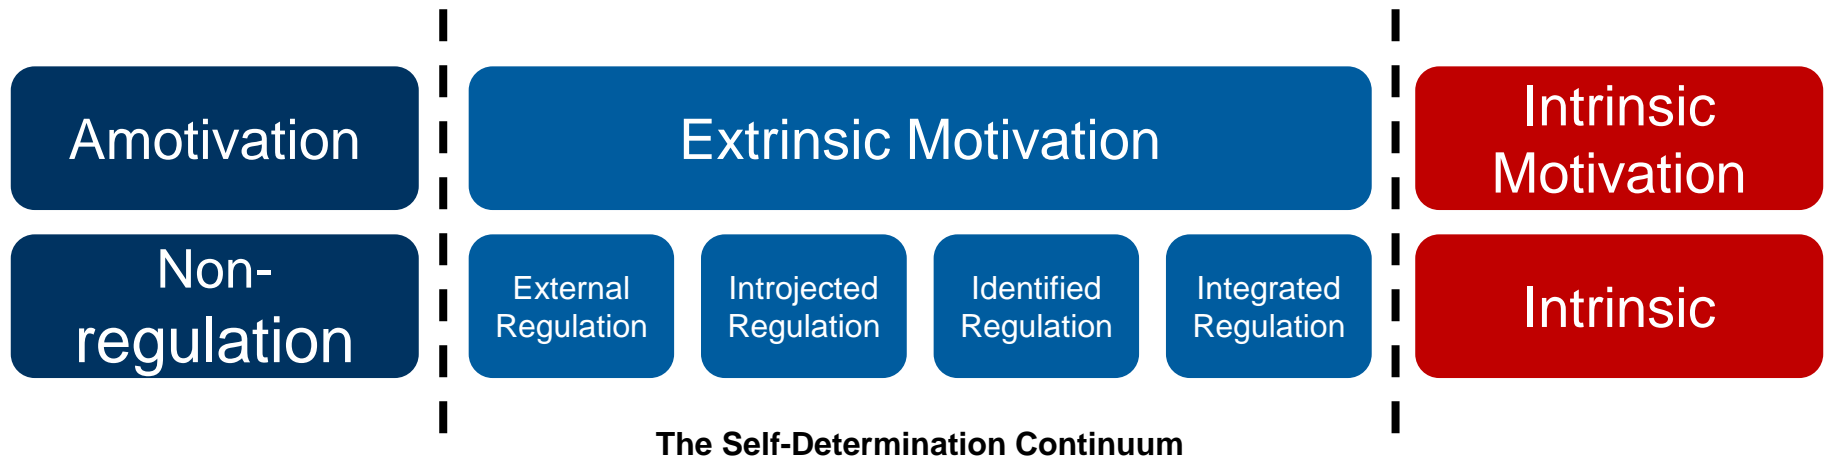 Amotivation
Extrinsic Motivation
Intrinsic
Motivation
Non-
regulation
External
Regulation
Introjected
Regulation
Identified
Regulation
Integrated
Regulation
Intrinsic
The Self-Determination Continuum